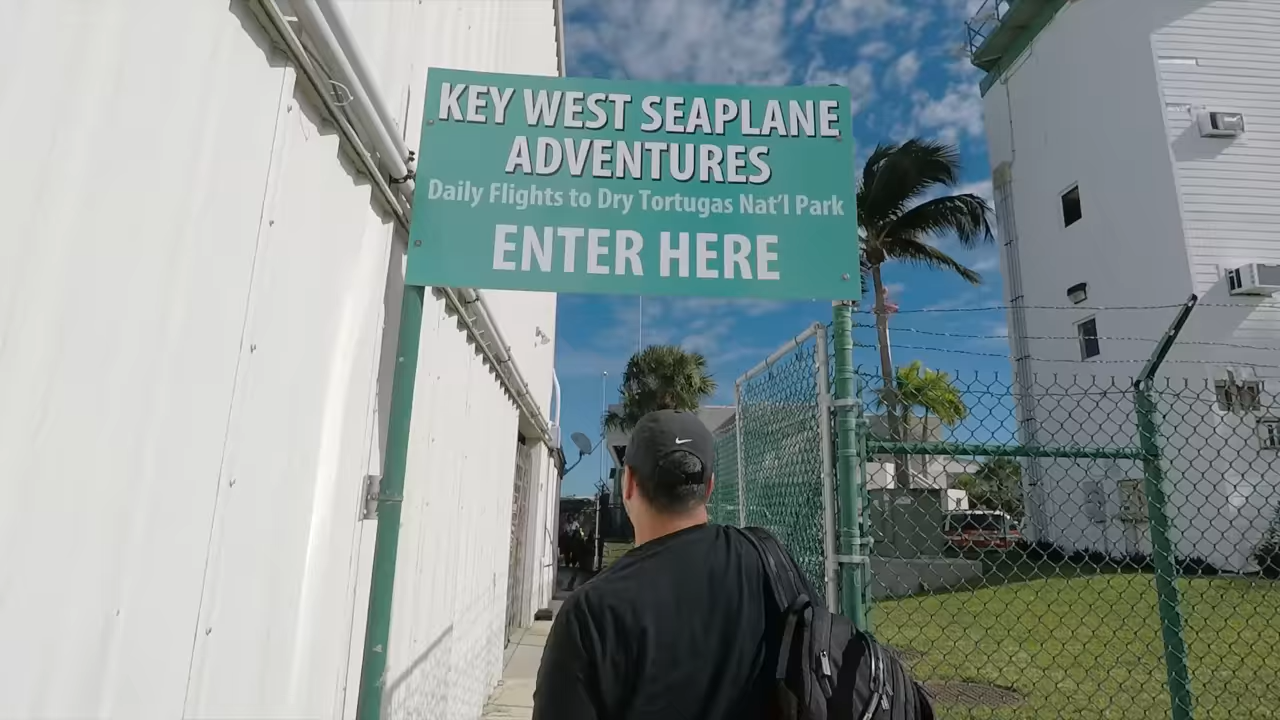 KEY WEST SEAPLANE
ADVENTURES
Daily Flights to Dry Tortugas Nat'l Park
ENTER HERE